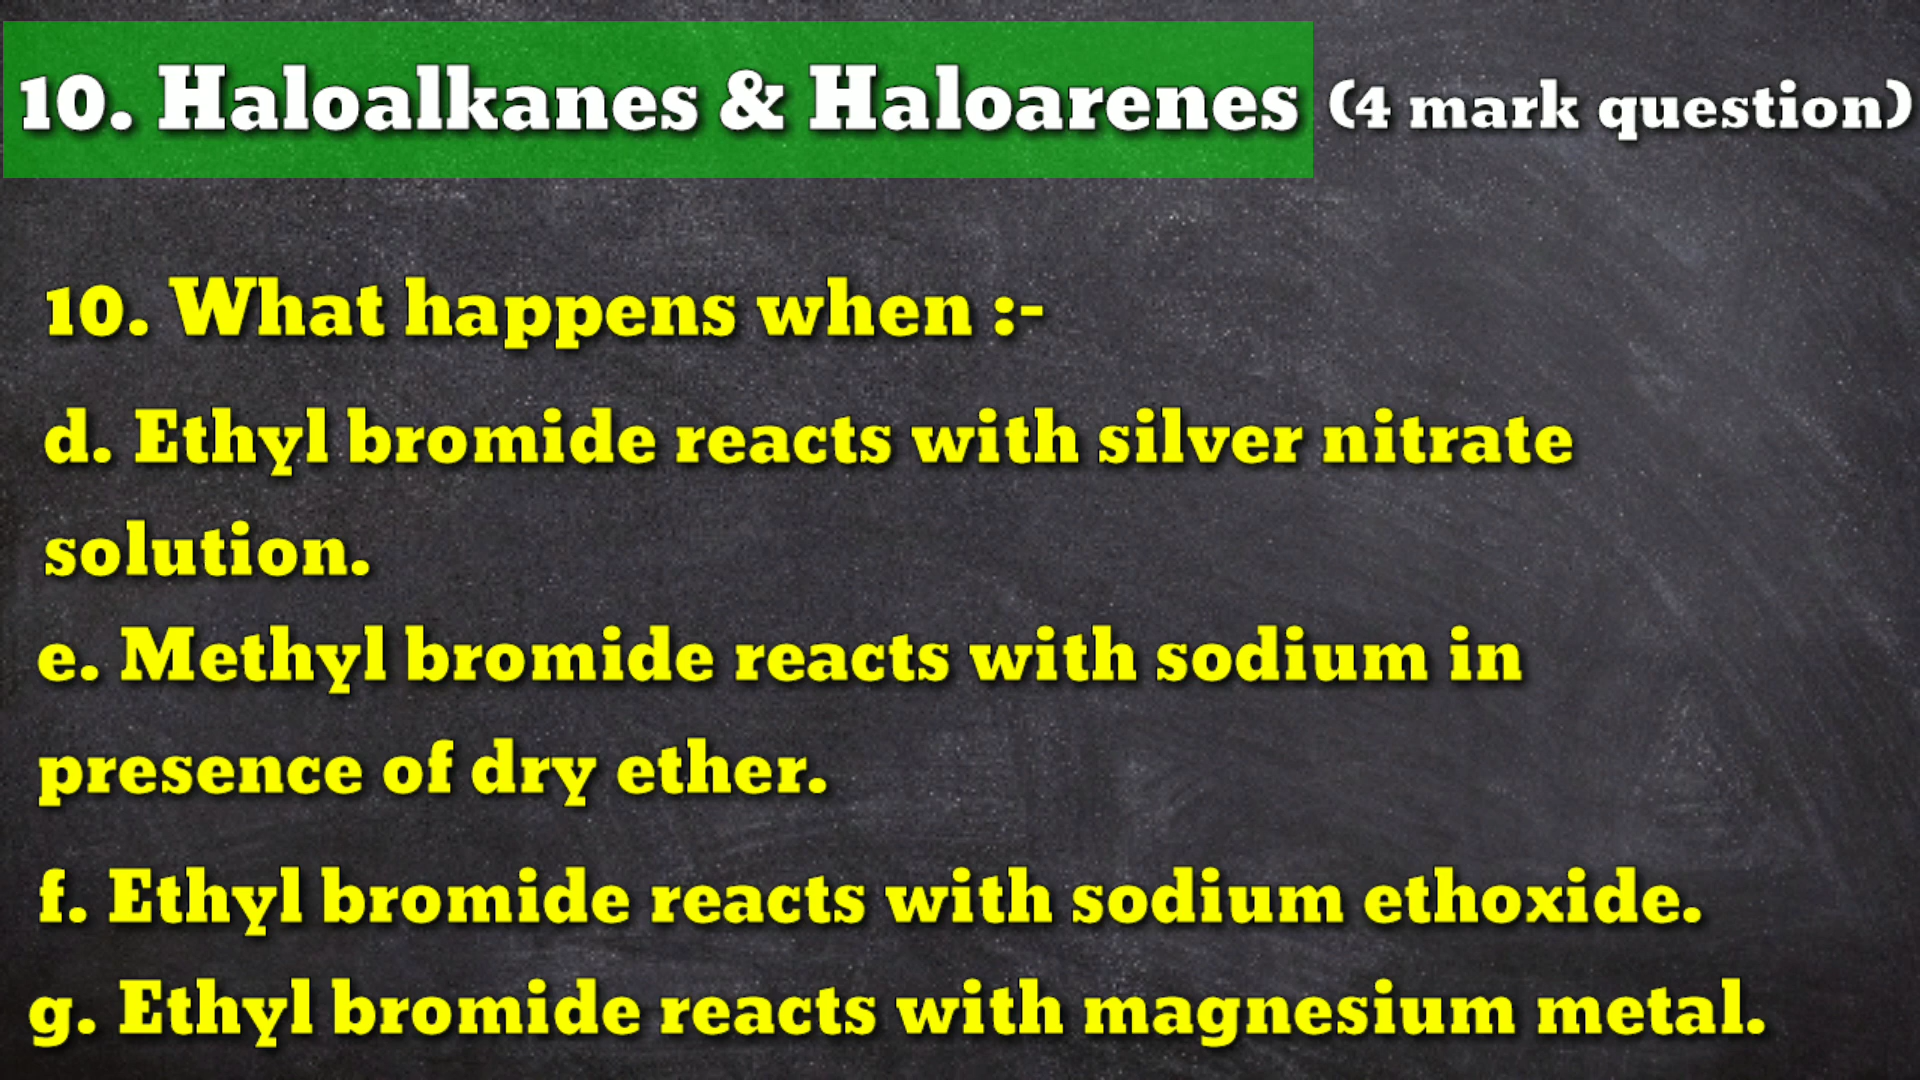 10. Haloalkanes & Haloarenes (4 mark question)
10. What happens when :-
d. Ethyl bromide reacts with silver nitrate
solution.
e. Methyl bromide reacts with sodium in
presence of dry ether.
f. Ethyl bromide reacts with sodium ethoxide.
g. Ethyl bromide reacts with magnesium metal.